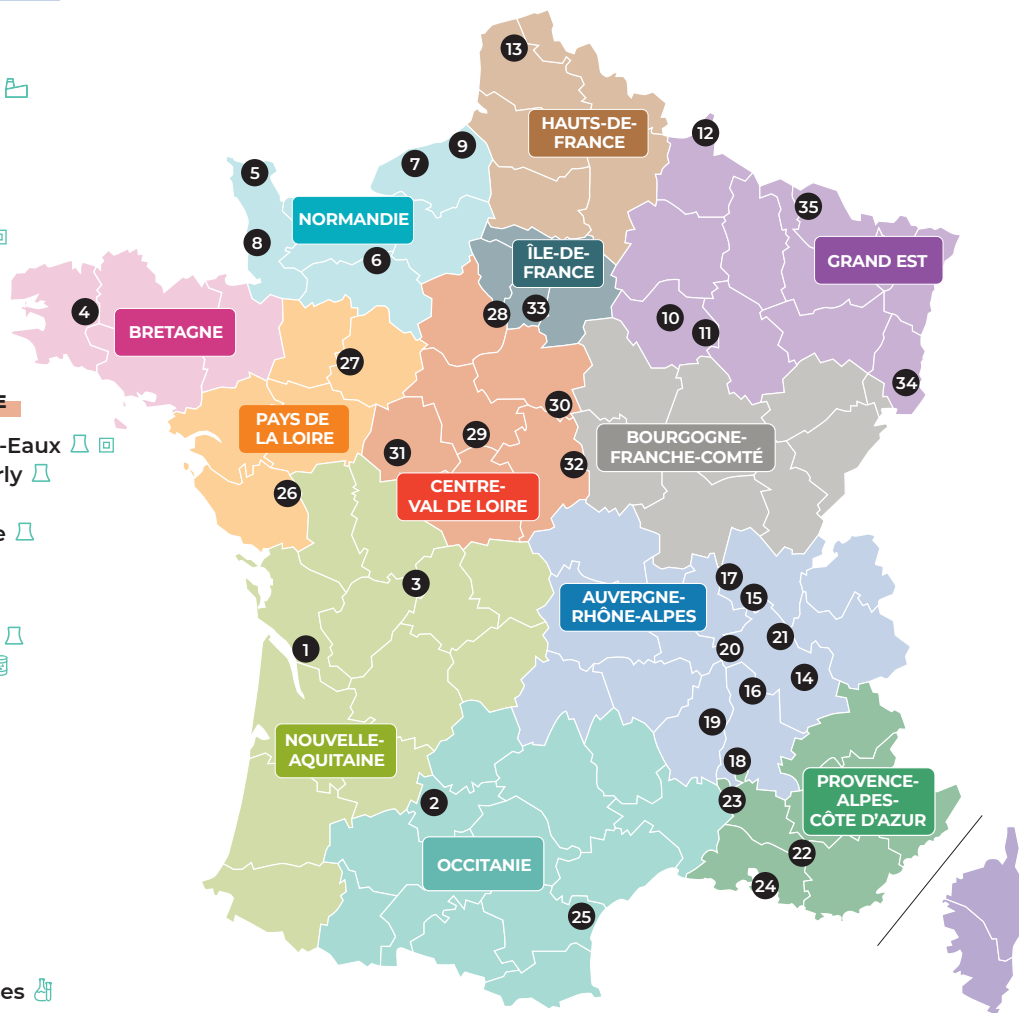 13
HAUTS-DE-
FRANCE
12
9
7
5
35
NORMANDIE
8
6
ÎLE-DE-
FRANCE
GRAND EST
4
BRETAGNE
28
33
10
11
27
34
E
30
PAYS DE
LA LOIRE
29
-Eaux
31
BOURGOGNE-
FRANCHE-COMTÉ
32
rly
26
CENTRE-
VAL DE LOIRE
e
3
17
15
AUVERGNE-
RHÔNE-ALPES
21
1
20
14
16
19
NOUVELLE-
AQUITAINE
18
2
23
PROVENCE-
ALPES-
CÔTE D'AZUR
22
OCCITANIE
24
25
es